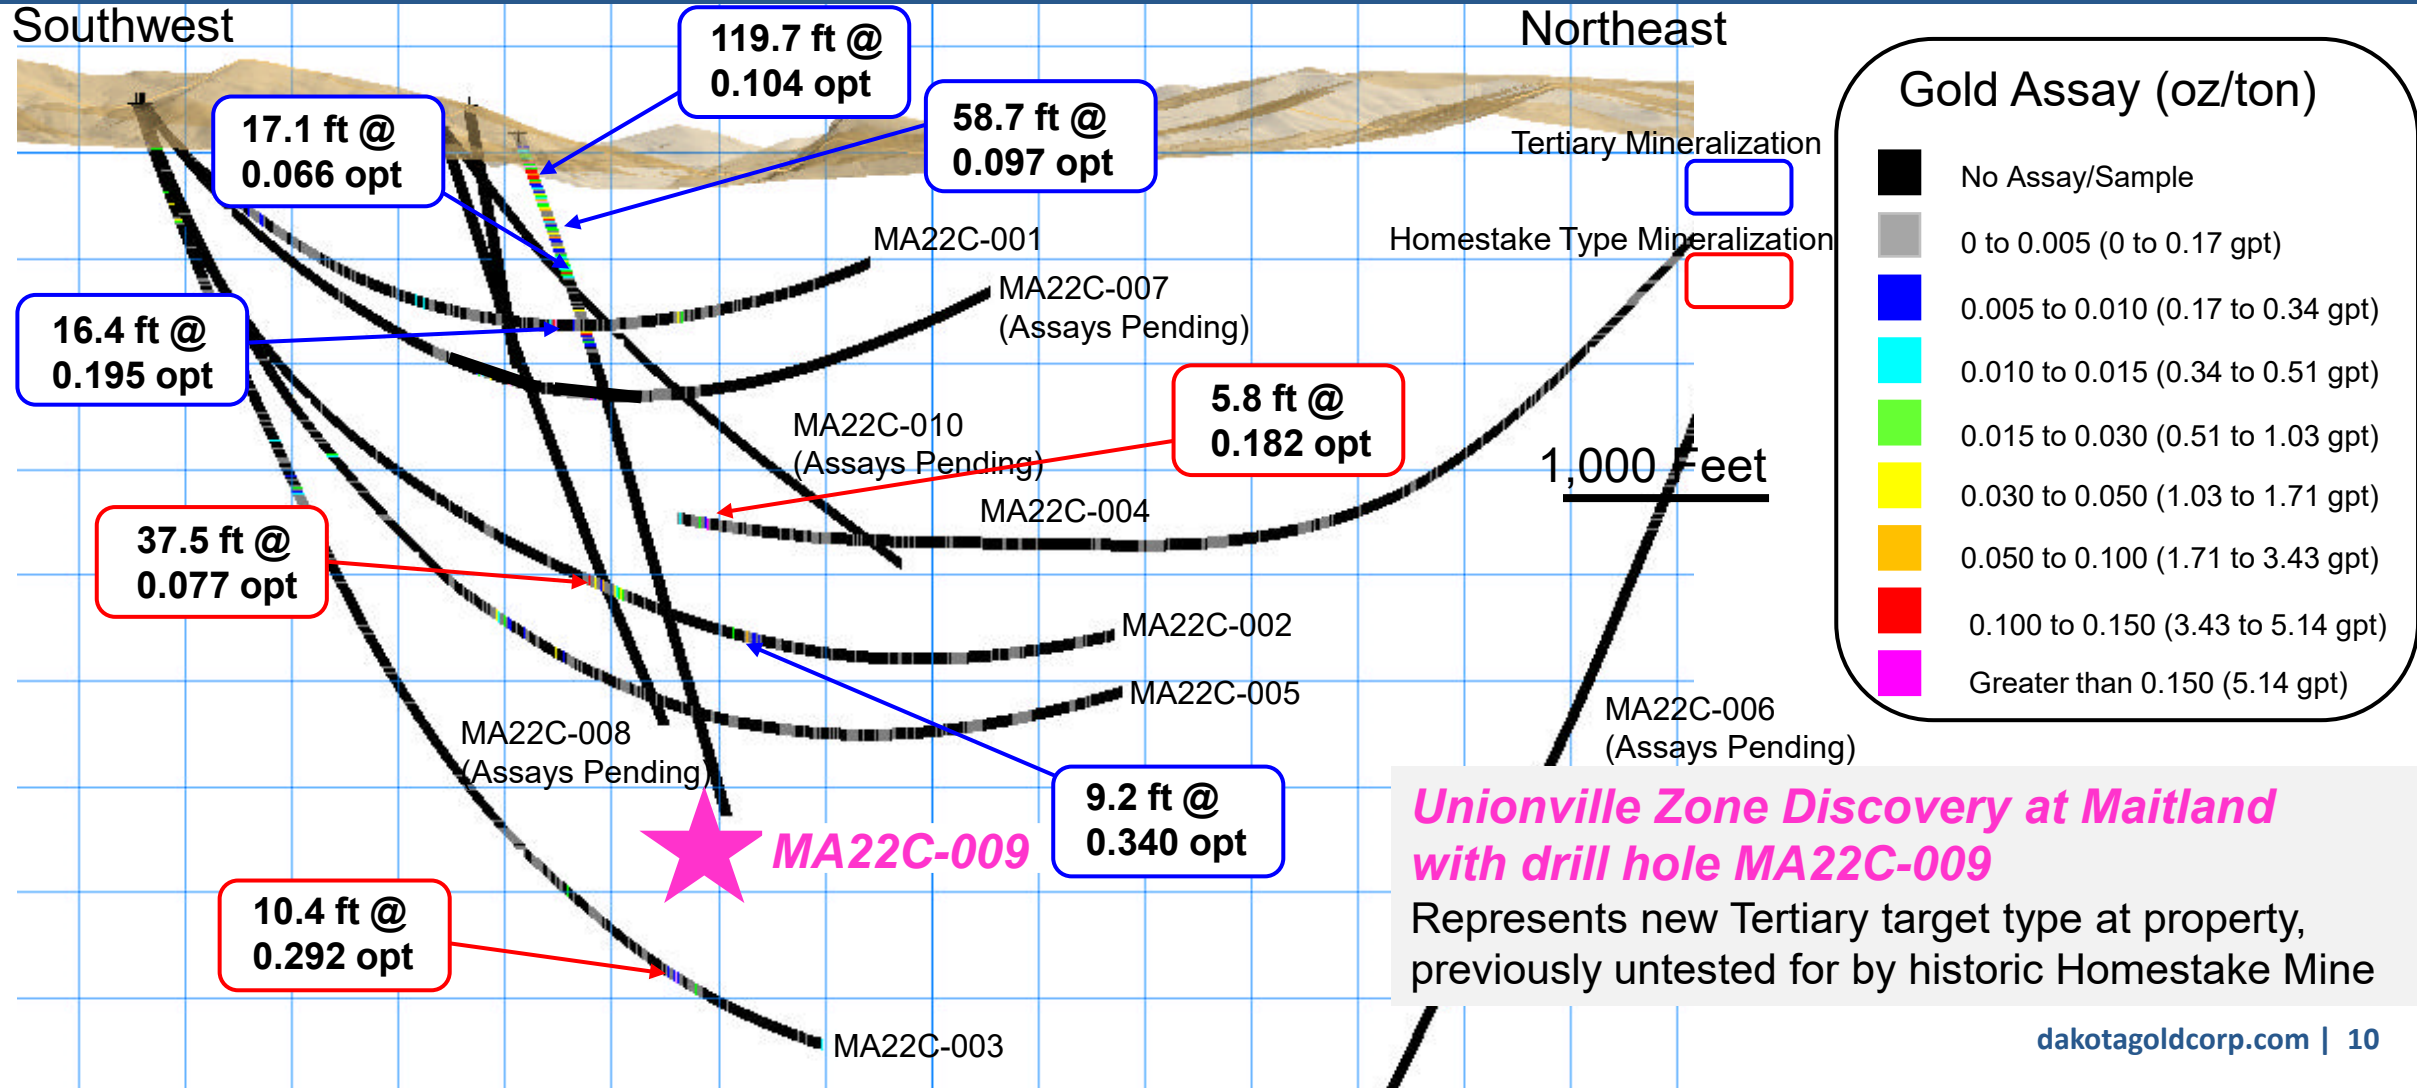 Southwest
Northeast
119.7 ft @
0.104 opt
58.7 ft @
0.097 opt
17.1 ft @
0.066 opt
16.4 ft @
0.195 opt
37.5 ft @
0.077 opt
10.4 ft @
0.292 opt
5.8 ft @
0.182 opt
9.2 ft @
0.340 opt
MA22C-001
MA22C-007
(Assays Pending)
MA22C-010
(Assays Pending)
MA22C-004
MA22C-002
MA22C-005
MA22C-008
(Assays Pending)
MA22C-009
MA22C-003
MA22C-006
(Assays Pending)
Tertiary Mineralization
Homestake Type Mineralization
1,000 Feet
Gold Assay (oz/ton)
No Assay/Sample
0 to 0.005 (0 to 0.17 gpt)
0.005 to 0.010 (0.17 to 0.34 gpt)
0.010 to 0.015 (0.34 to 0.51 gpt)
0.015 to 0.030 (0.51 to 1.03 gpt)
0.030 to 0.050 (1.03 to 1.71 gpt)
0.050 to 0.100 (1.71 to 3.43 gpt)
0.100 to 0.150 (3.43 to 5.14 gpt)
Greater than 0.150 (5.14 gpt)
Unionville Zone Discovery at Maitland
with drill hole MA22C-009
Represents new Tertiary target type at property,
previously untested for by historic Homestake Mine
dakotagoldcorp.com | 10